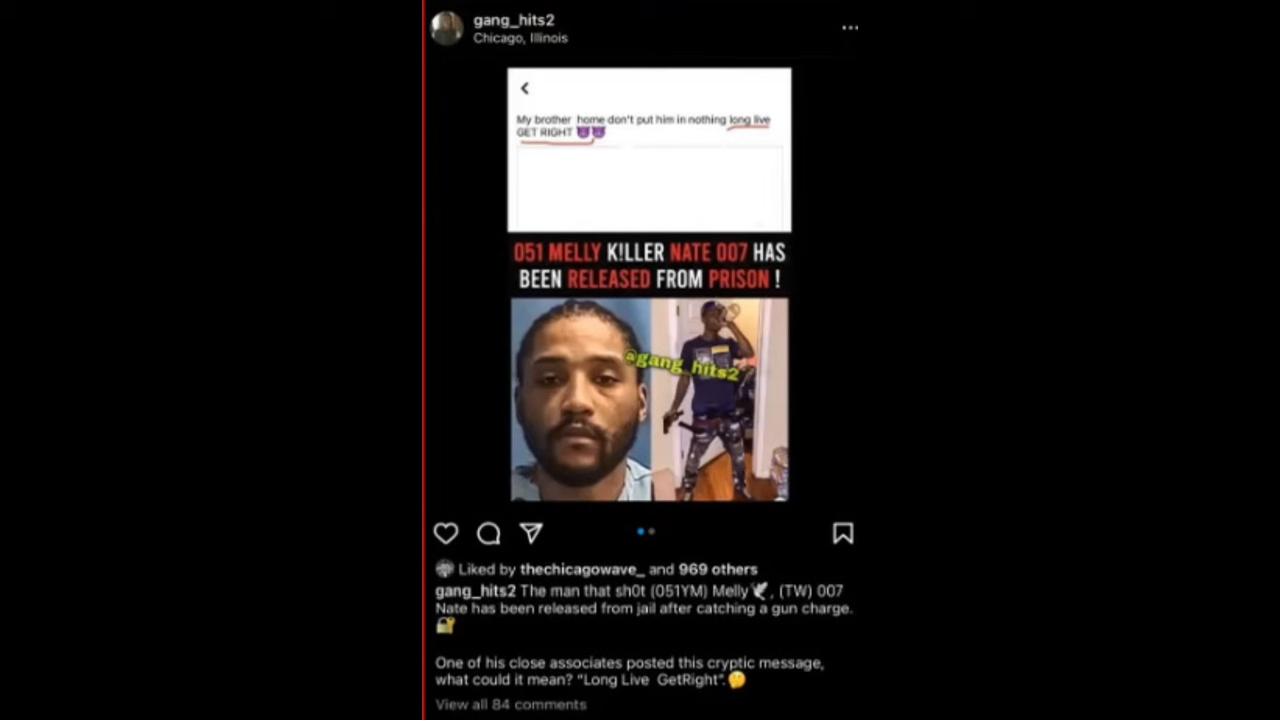 gang_hits2
Chicago, Illinois
My brother home don't put him in nothing long live
GET RIGHT 😈😈
051 MELLY K!LLER NATE 007 HAS
BEEN RELEASED FROM PRISON !
@gang_hits2
Liked by thechicagowave_ and 969 others
gang_hits2 The man that sh0t (051YM) Melly🕊️, (TW) 007
Nate has been released from jail after catching a gun charge.
🔐
One of his close associates posted this cryptic message,
what could it mean? “Long Live GetRight”.🤔
View all 84 comments